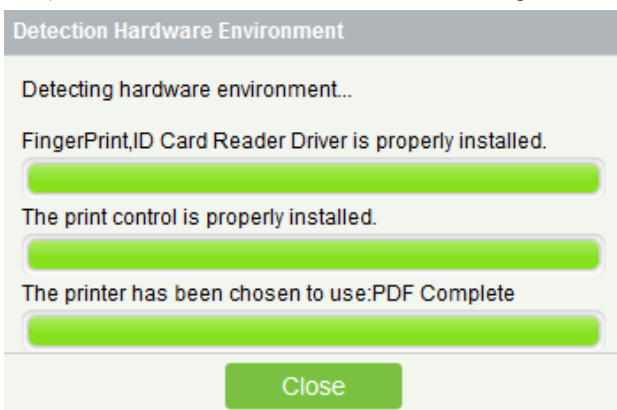 Detection Hardware Environment
Detecting hardware environment...
FingerPrint,ID Card Reader Driver is properly installed.
The print control is properly installed.
The printer has been chosen to use:PDF Complete
Close